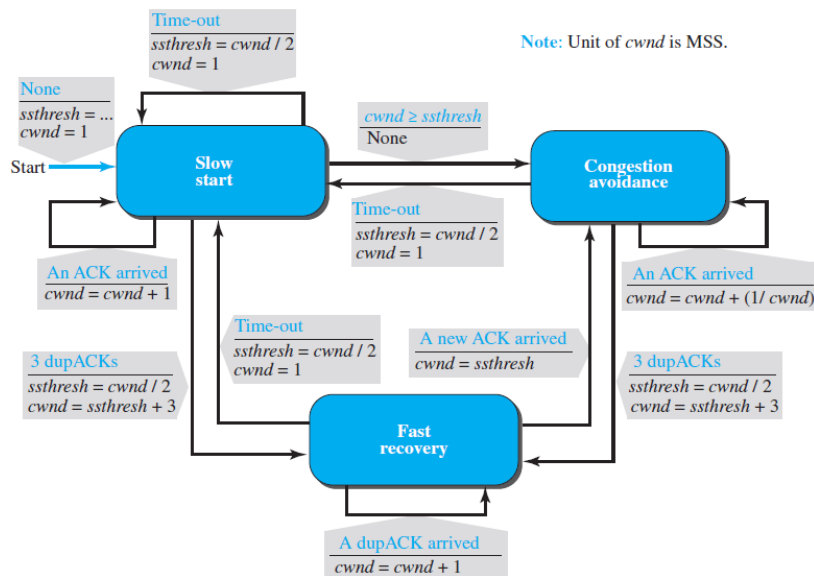 Time-out
ssthresh = cwnd / 2
cwnd = 1
Note: Unit of cwnd is MSS.
None
ssthresh = ...
cwnd = 1
Start
Slow
start
cwnd ≥ ssthresh
None
Congestion
avoidance
Time-out
ssthresh = cwnd / 2
cwnd = 1
An ACK arrived
cwnd = cwnd + 1
An ACK arrived
cwnd = cwnd + (1/ cwnd)
3 dupACKs
ssthresh = cwnd / 2
cwnd = ssthresh + 3
Time-out
ssthresh = cwnd / 2
cwnd = 1
A new ACK arrived
cwnd = ssthresh
3 dupACKs
ssthresh = cwnd / 2
cwnd = ssthresh + 3
Fast
recovery
A dupACK arrived
cwnd = cwnd + 1